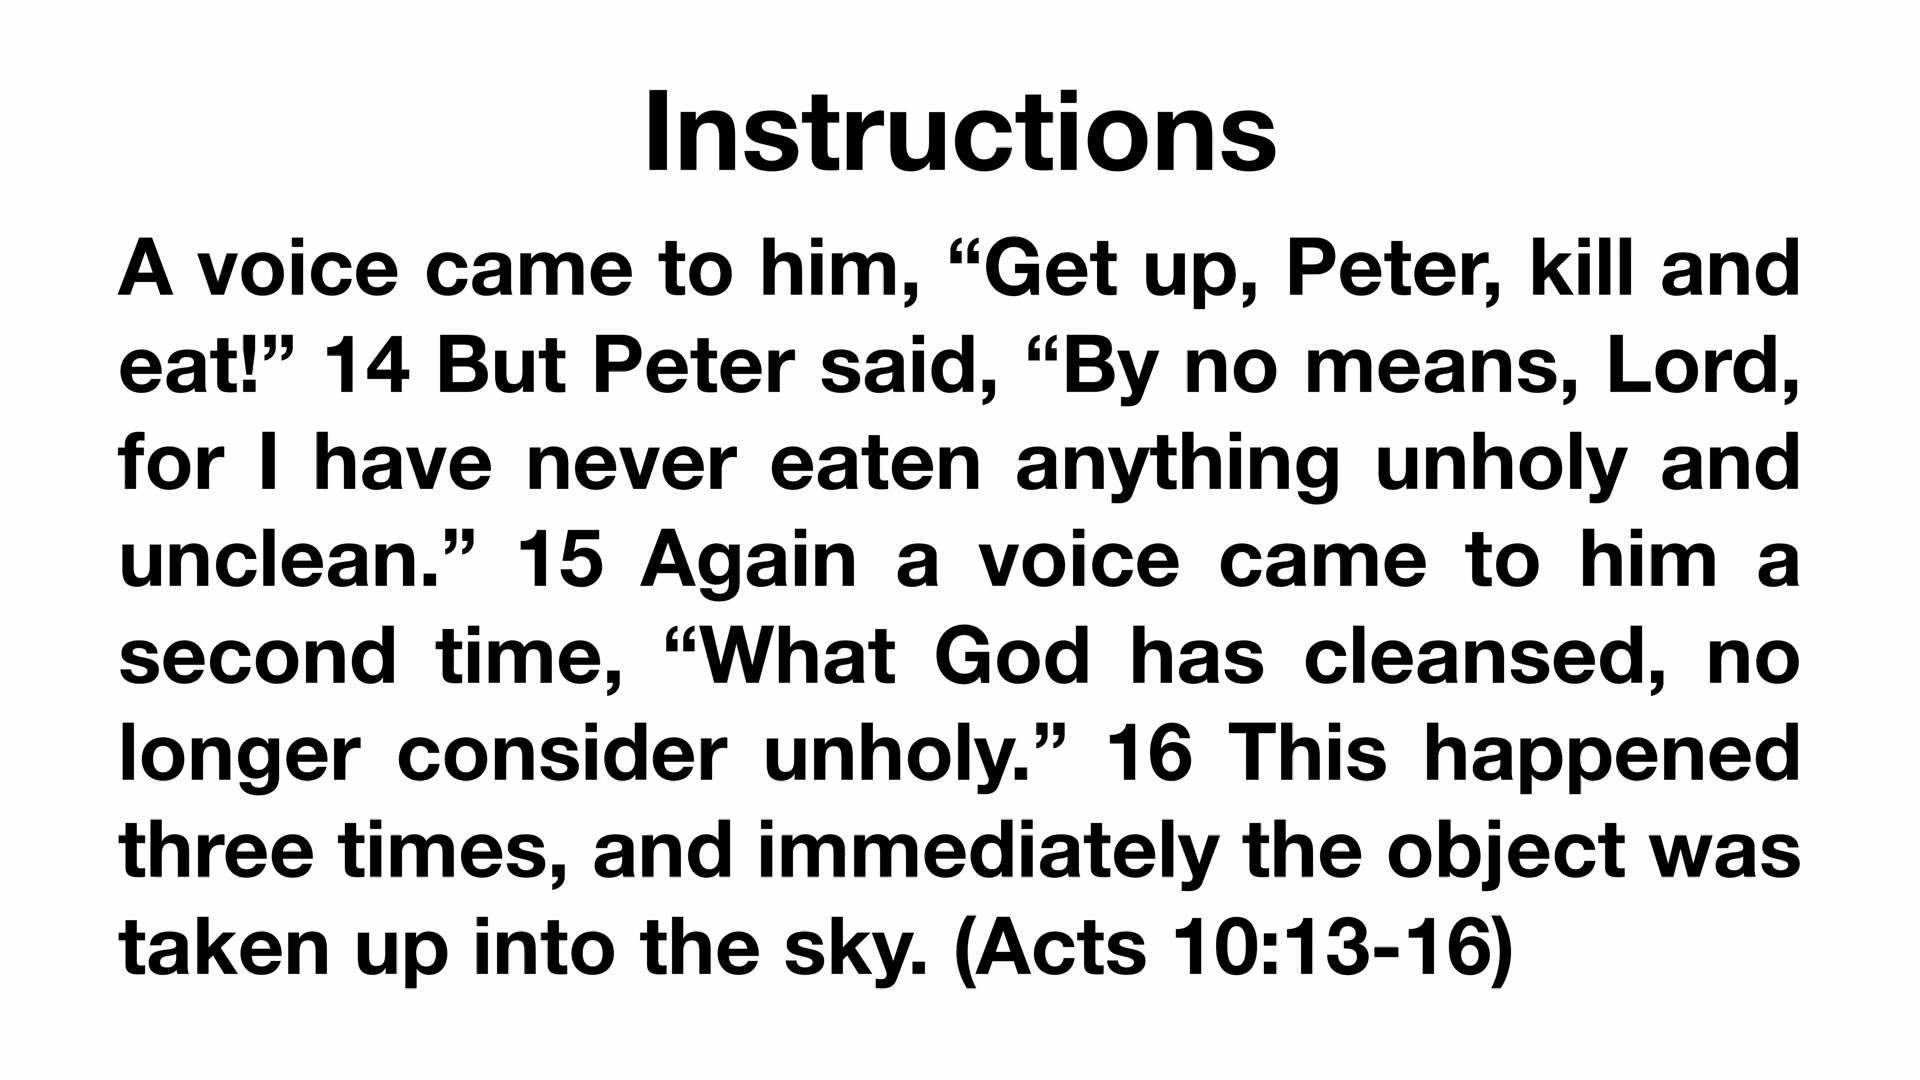 Instructions
A voice came to him, “Get up, Peter, kill and
eat!” 14 But Peter said, “By no means, Lord,
for I have never eaten anything unholy and
unclean.” 15 Again a voice came to him a
second time, “What God has cleansed, no
longer consider unholy.” 16 This happened
three times, and immediately the object was
taken up into the sky. (Acts 10:13-16)